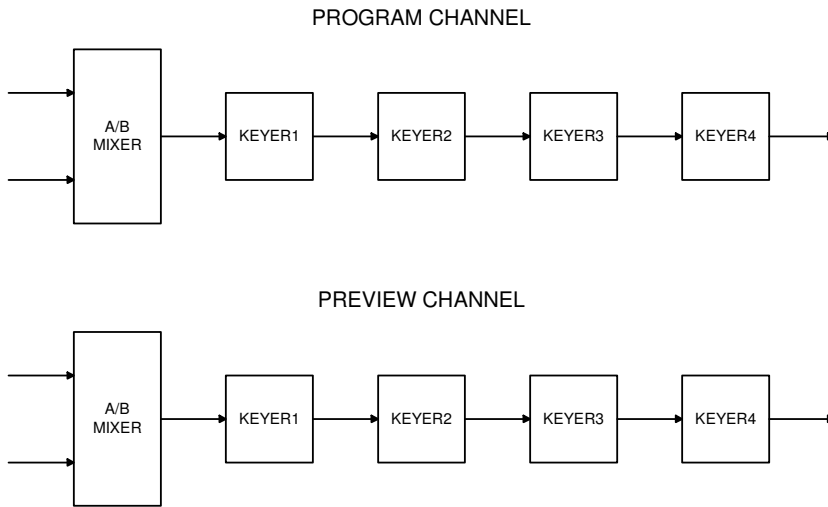 PROGRAM CHANNEL
A/B
MIXER
KEYER1
KEYER2
KEYER3
KEYER4
PREVIEW CHANNEL
A/B
MIXER
KEYER1
KEYER2
KEYER3
KEYER4